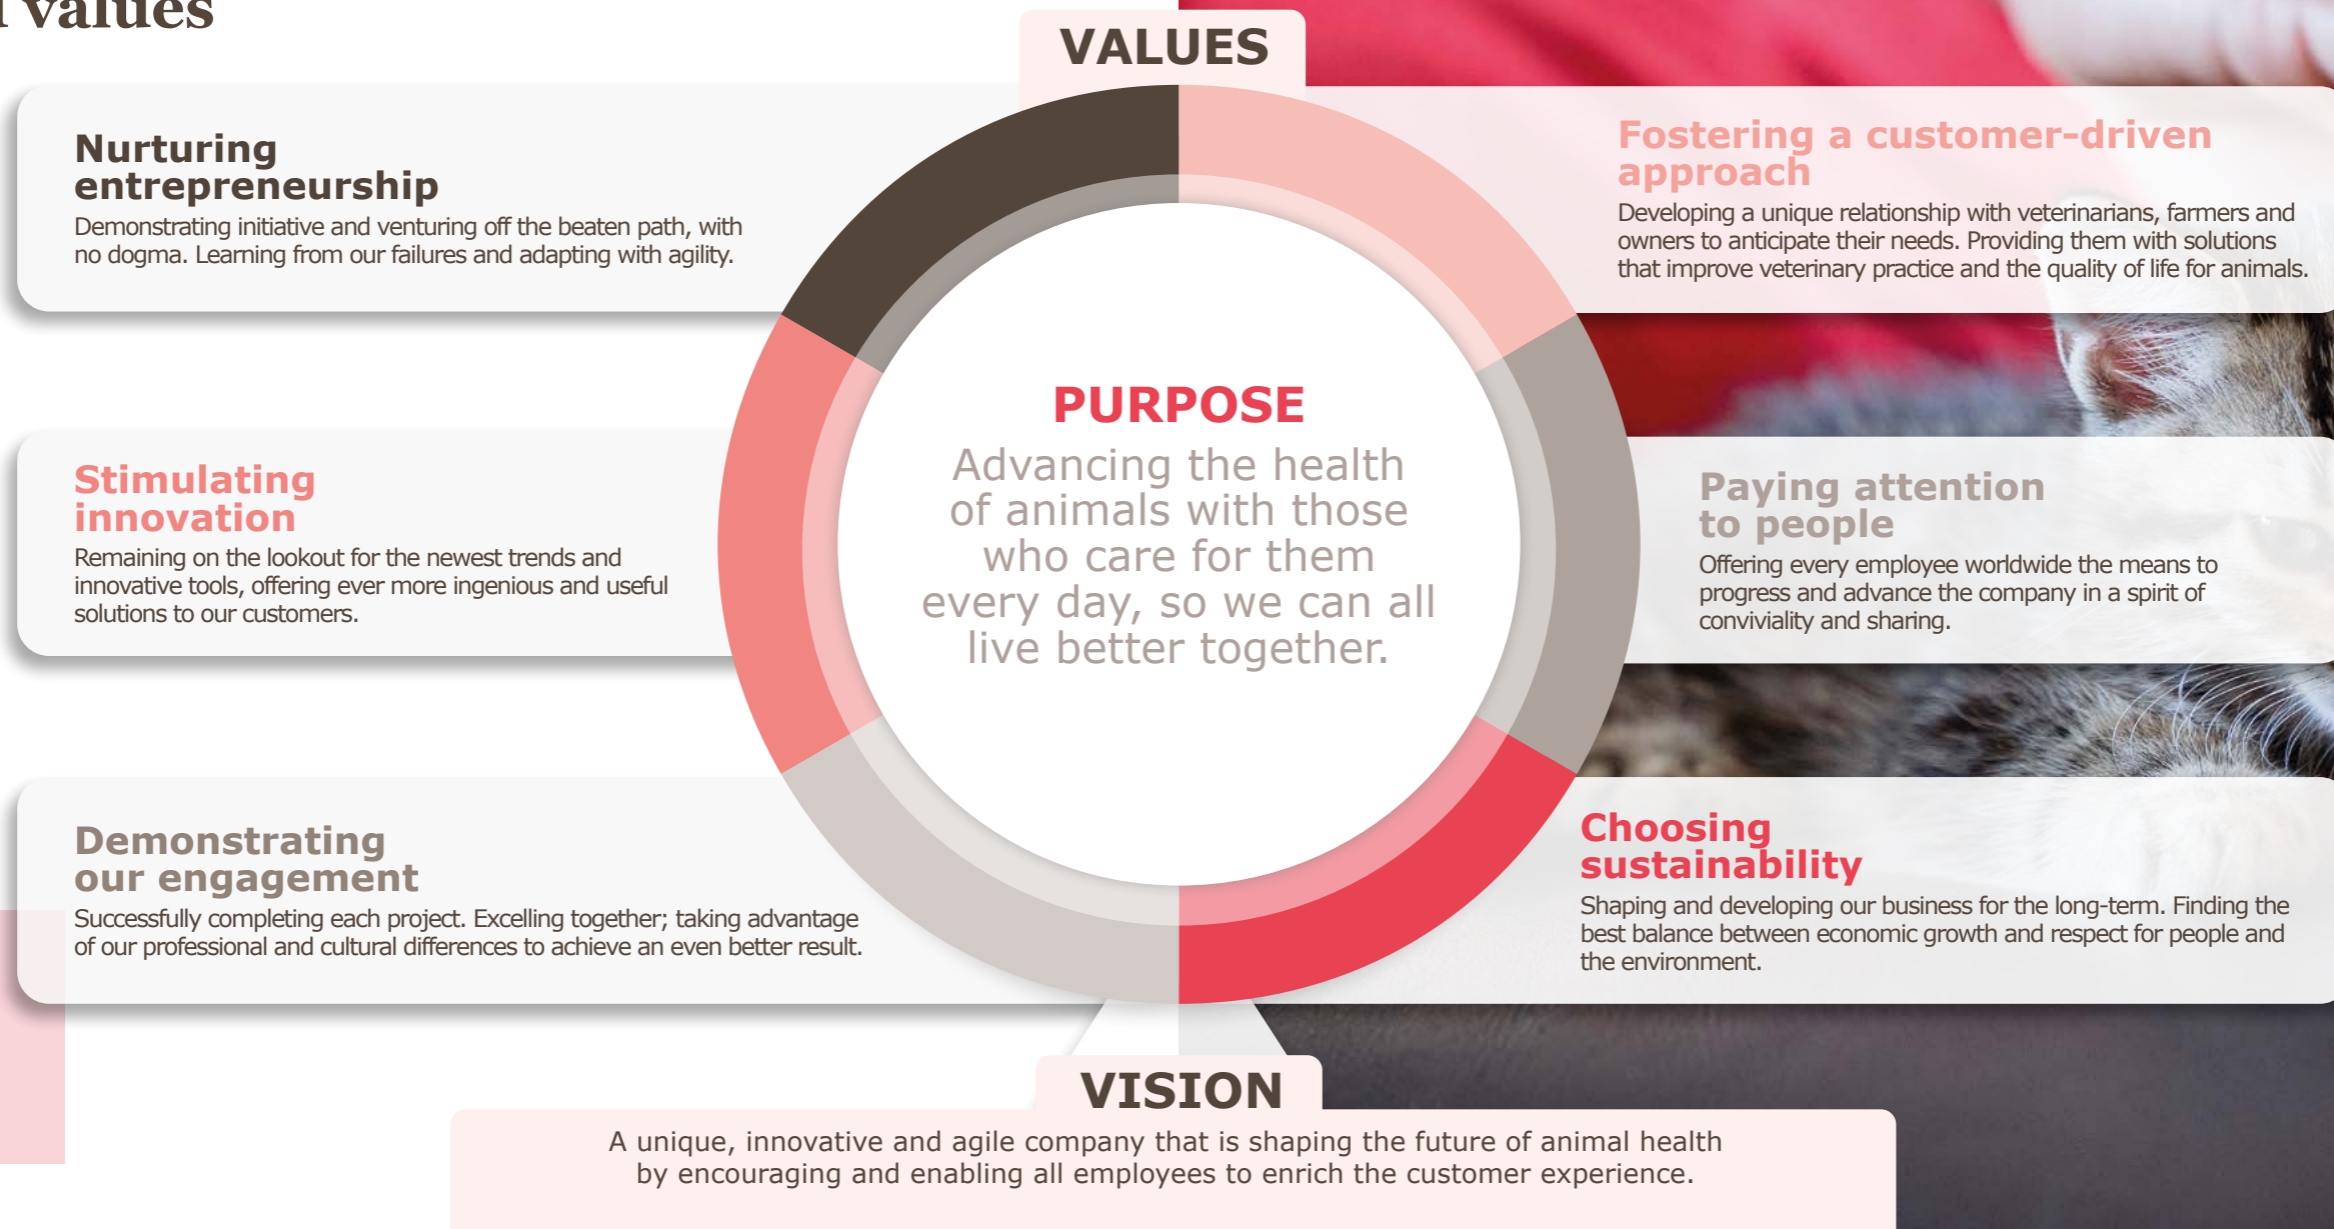 values
VALUES
Nurturing
entrepreneurship
Demonstrating initiative and venturing off the beaten path, with
no dogma. Learning from our failures and adapting with agility.
Stimulating
innovation
Remaining on the lookout for the newest trends and
innovative tools, offering ever more ingenious and useful
solutions to our customers.
Demonstrating
our engagement
Successfully completing each project. Excelling together; taking advantage
of our professional and cultural differences to achieve an even better result.
PURPOSE
Advancing the health
of animals with those
who care for them
every day, so we can all
live better together.
Fostering a customer-driven
approach
Developing a unique relationship with veterinarians, farmers and
owners to anticipate their needs. Providing them with solutions
that improve veterinary practice and the quality of life for animals.
Paying attention
to people
Offering every employee worldwide the means to
progress and advance the company in a spirit of
conviviality and sharing.
Choosing
sustainability
Shaping and developing our business for the long-term. Finding the
best balance between economic growth and respect for people and
the environment.
VISION
A unique, innovative and agile company that is shaping the future of animal health
by encouraging and enabling all employees to enrich the customer experience.